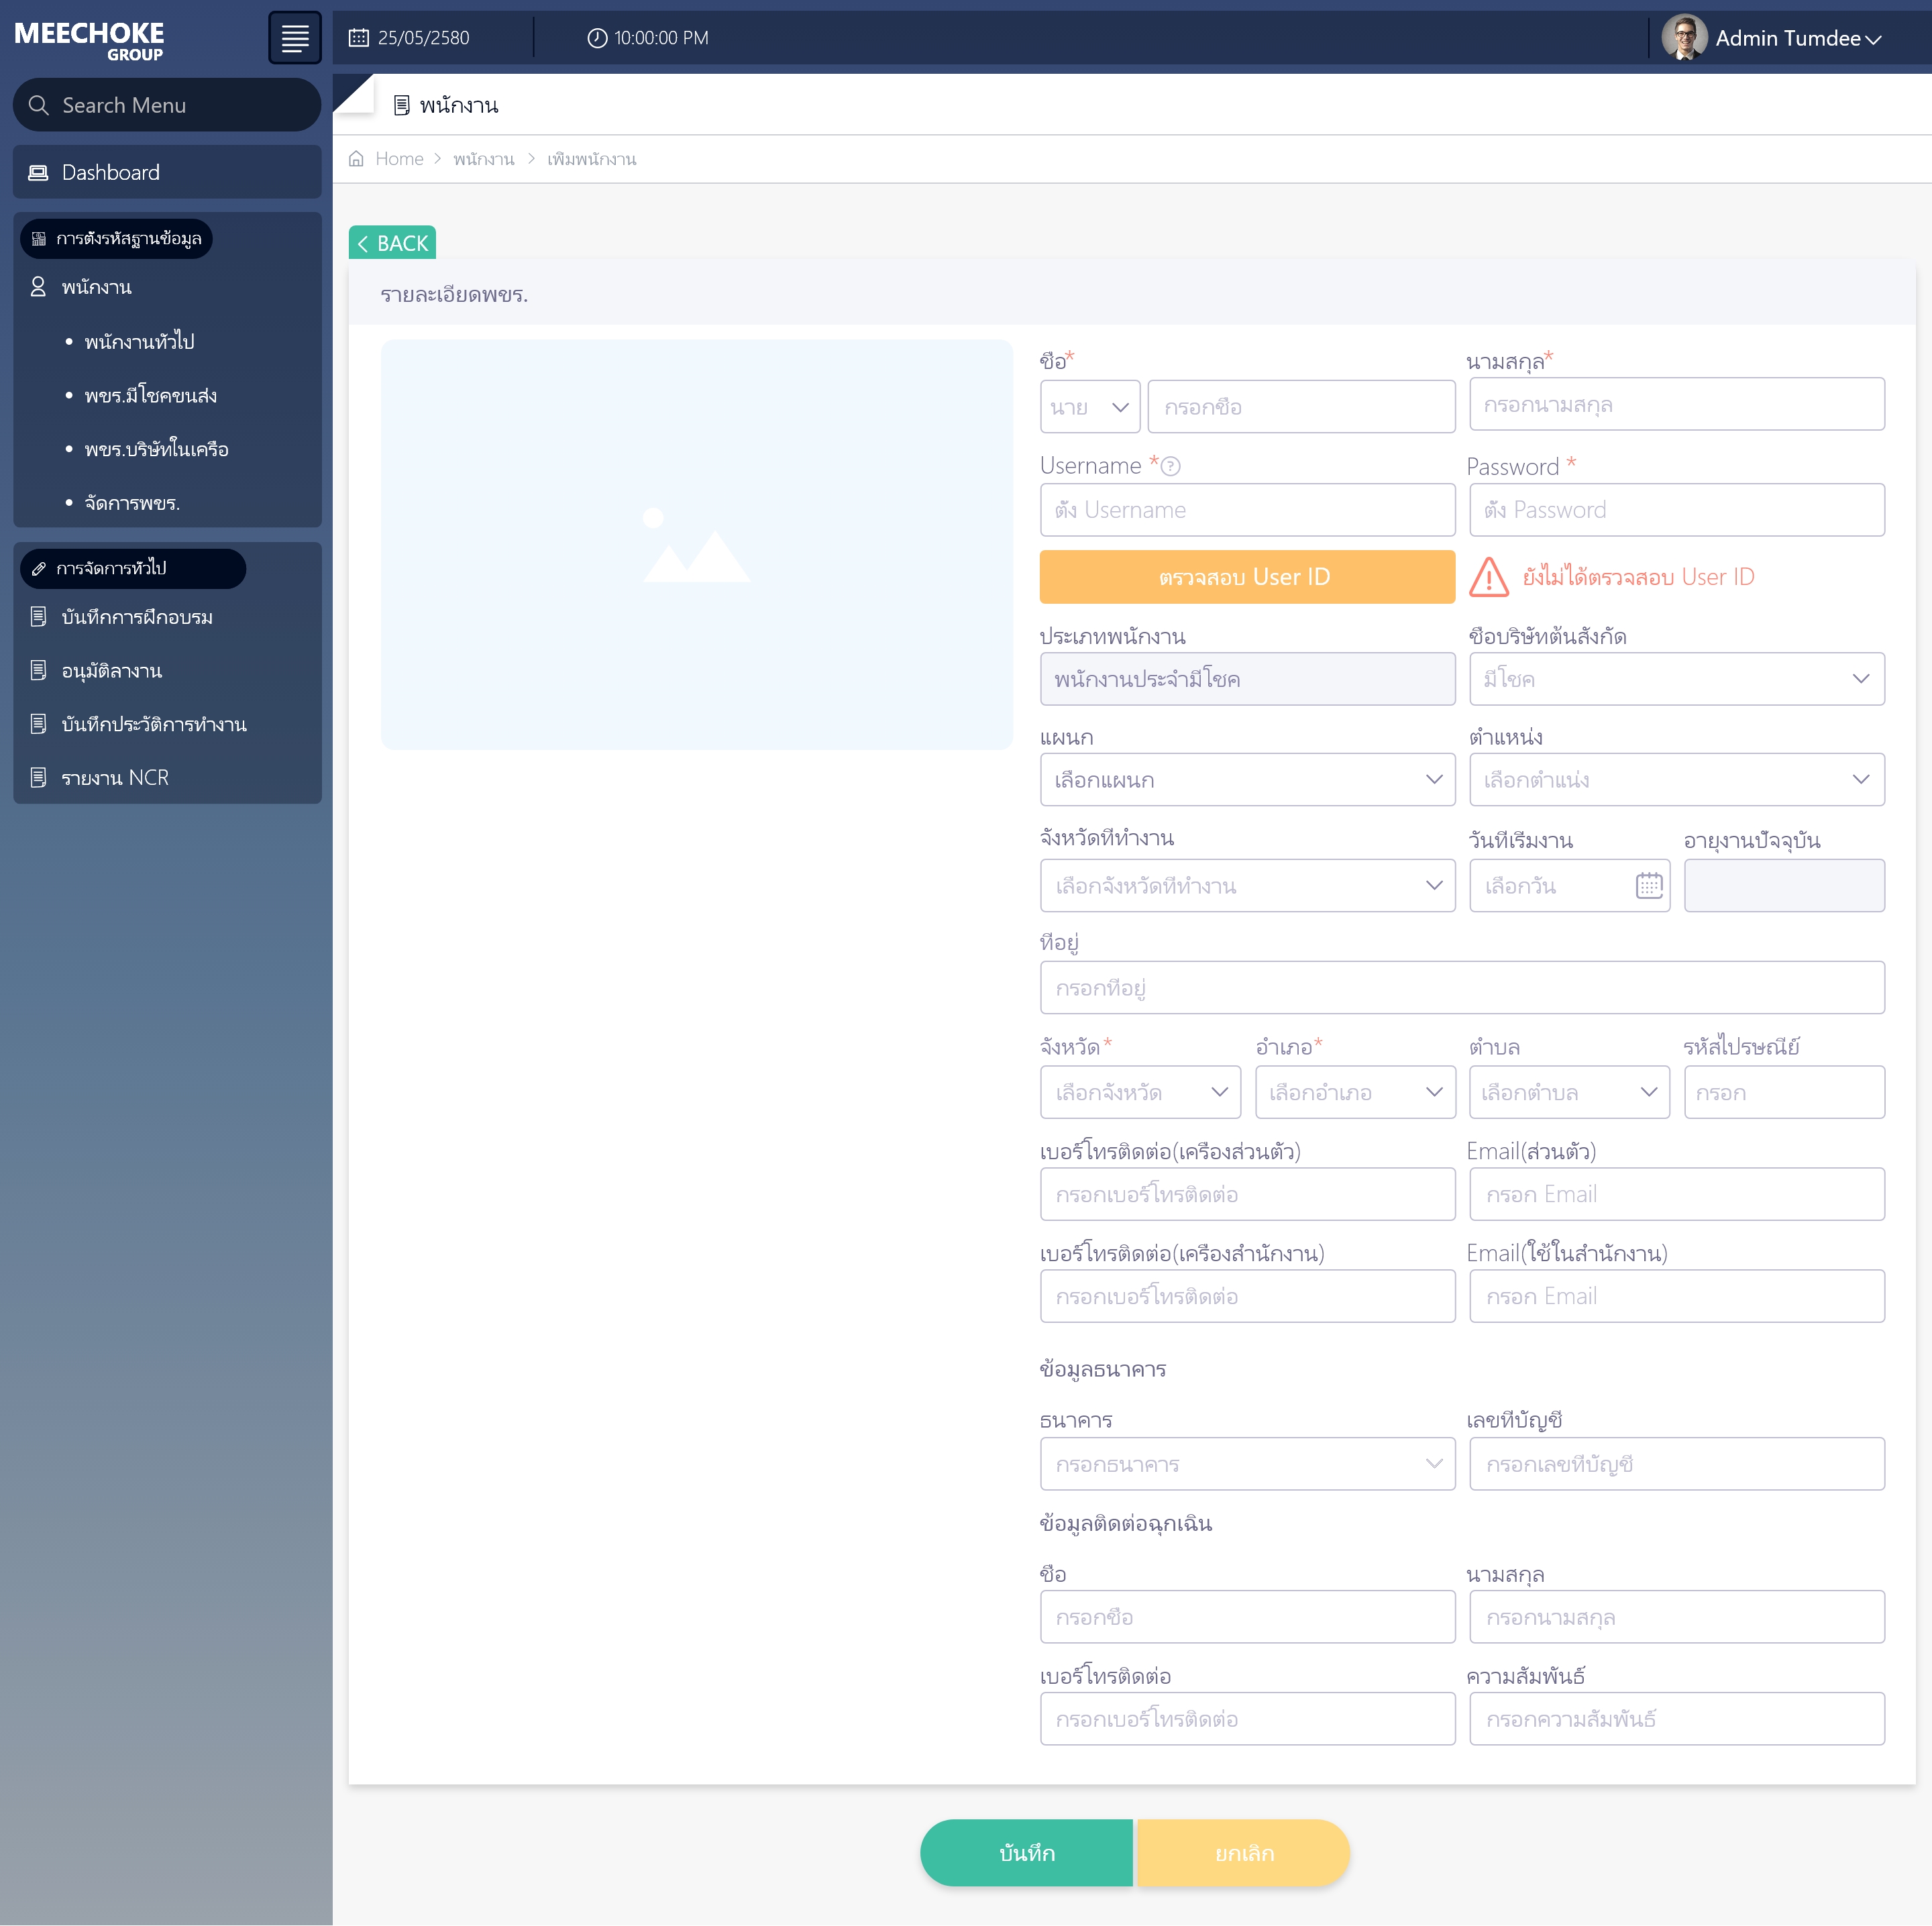 MEECHOKE
GROUP
25/05/2580
10:00:00 PM
Admin Tumdee
Search Menu
พนักงาน
Home > พนักงาน > เพิ่มพนักงาน
Dashboard
การตั้งรหัสฐานข้อมูล
พนักงาน
• พนักงานทั่วไป
• พขร.มีโชคขนส่ง
• พขร.บริษัทในเครือ
• จัดการพขร.
การจัดการทั่วไป
บันทึกการฝึกอบรม
อนุมัติลางาน
บันทึกประวัติการทำงาน
รายงาน NCR
< BACK
รายละเอียดพขร.
ชื่อ* นามสกุล*
นาย กรอกชื่อ กรอกนามสกุล
Username *? Password *
ตั้ง Username ตั้ง Password
ตรวจสอบ User ID ยังไม่ได้ตรวจสอบ User ID
ประเภทพนักงาน ชื่อบริษัทต้นสังกัด
พนักงานประจำมีโชค มีโชค
แผนก ตำแหน่ง
เลือกแผนก เลือกตำแน่ง
จังหวัดที่ทำงาน วันที่เริ่มงาน อายุงานปัจจุบัน
เลือกจังหวัดที่ทำงาน เลือกวัน
ที่อยู่
กรอกที่อยู่
จังหวัด* อำเภอ* ตำบล รหัสไปรษณีย์
เลือกจังหวัด เลือกอำเภอ เลือกตำบล กรอก
เบอร์โทรติดต่อ(เครื่องส่วนตัว) Email(ส่วนตัว)
กรอกเบอร์โทรติดต่อ กรอก Email
เบอร์โทรติดต่อ(เครื่องสำนักงาน) Email(ใช้ในสำนักงาน)
กรอกเบอร์โทรติดต่อ กรอก Email
ข้อมูลธนาคาร
ธนาคาร เลขที่บัญชี
กรอกธนาคาร กรอกเลขที่บัญชี
ข้อมูลติดต่อฉุกเฉิน
ชื่อ นามสกุล
กรอกชื่อ กรอกนามสกุล
เบอร์โทรติดต่อ ความสัมพันธ์
กรอกเบอร์โทรติดต่อ กรอกความสัมพันธ์
บันทึก ยกเลิก